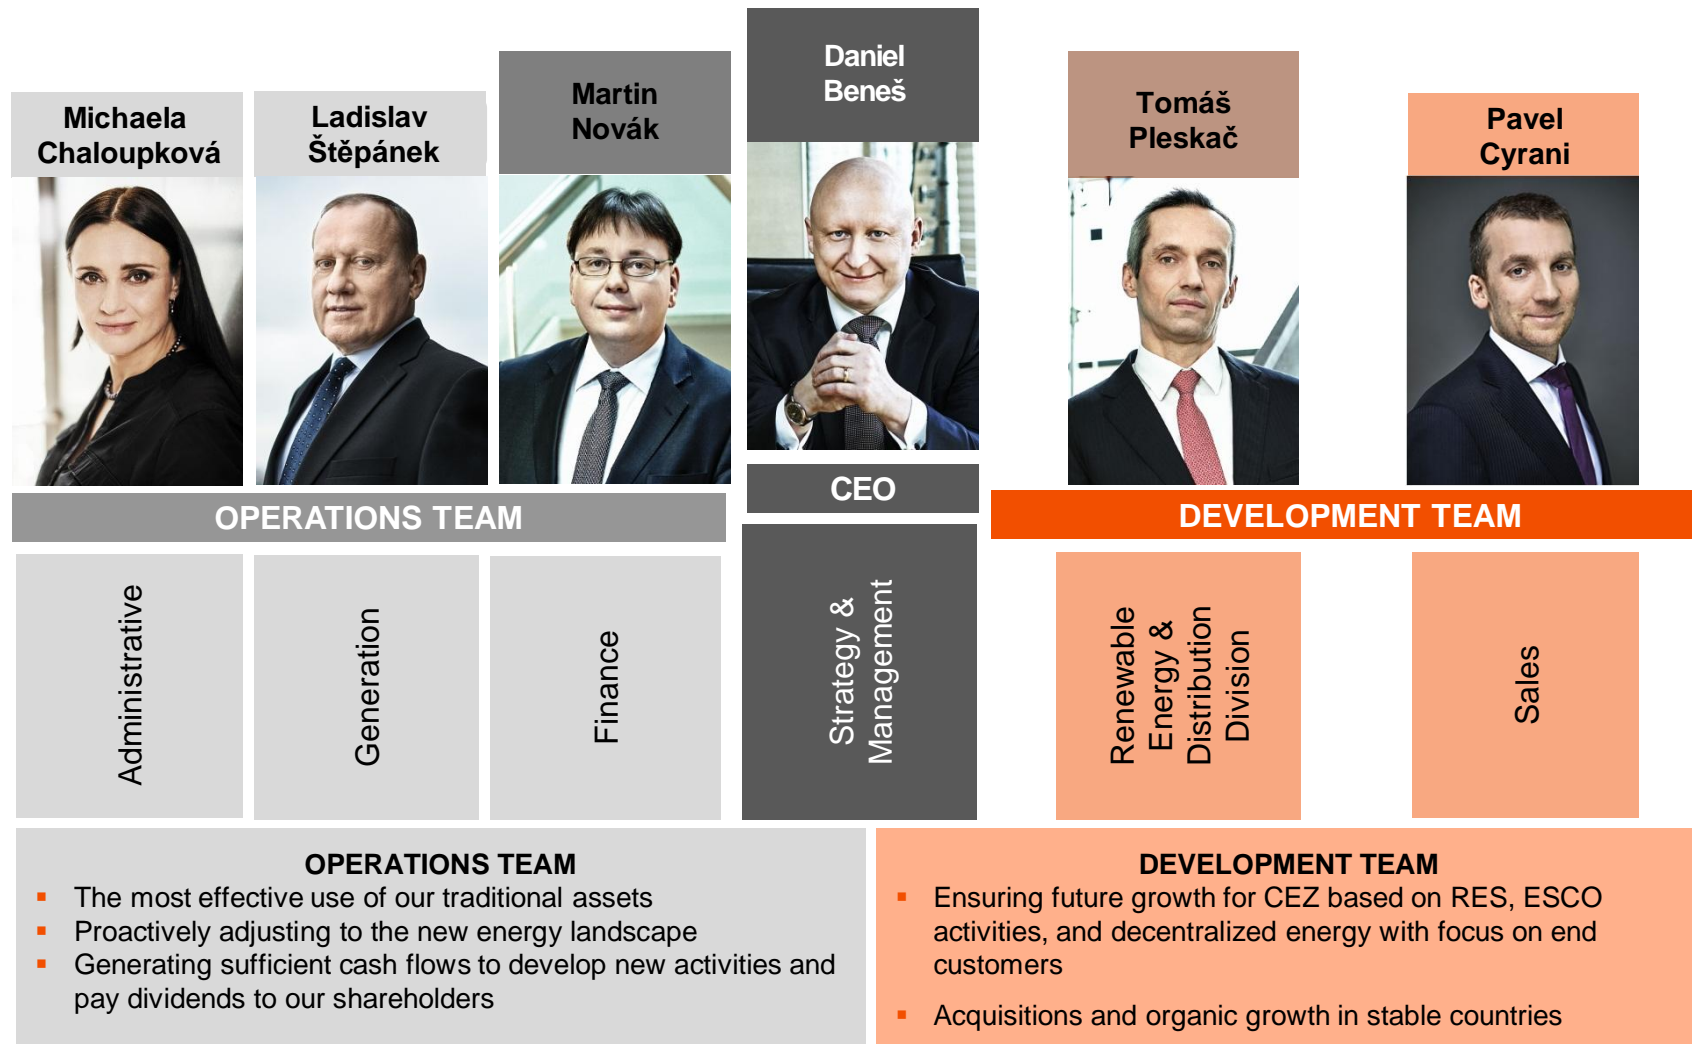 Michaela
Chaloupková
Ladislav
Štěpánek
Martin
Novák
Daniel
Beneš
Tomáš
Pleskač
Pavel
Cyrani
CEO
OPERATIONS TEAM
DEVELOPMENT TEAM
Administrative
Generation
Finance
Strategy &
Management
Renewable
Energy &
Distribution
Division
Sales
OPERATIONS TEAM
▪ The most effective use of our traditional assets
▪ Proactively adjusting to the new energy landscape
▪ Generating sufficient cash flows to develop new activities and
pay dividends to our shareholders
DEVELOPMENT TEAM
▪ Ensuring future growth for CEZ based on RES, ESCO
activities, and decentralized energy with focus on end
customers
▪ Acquisitions and organic growth in stable countries